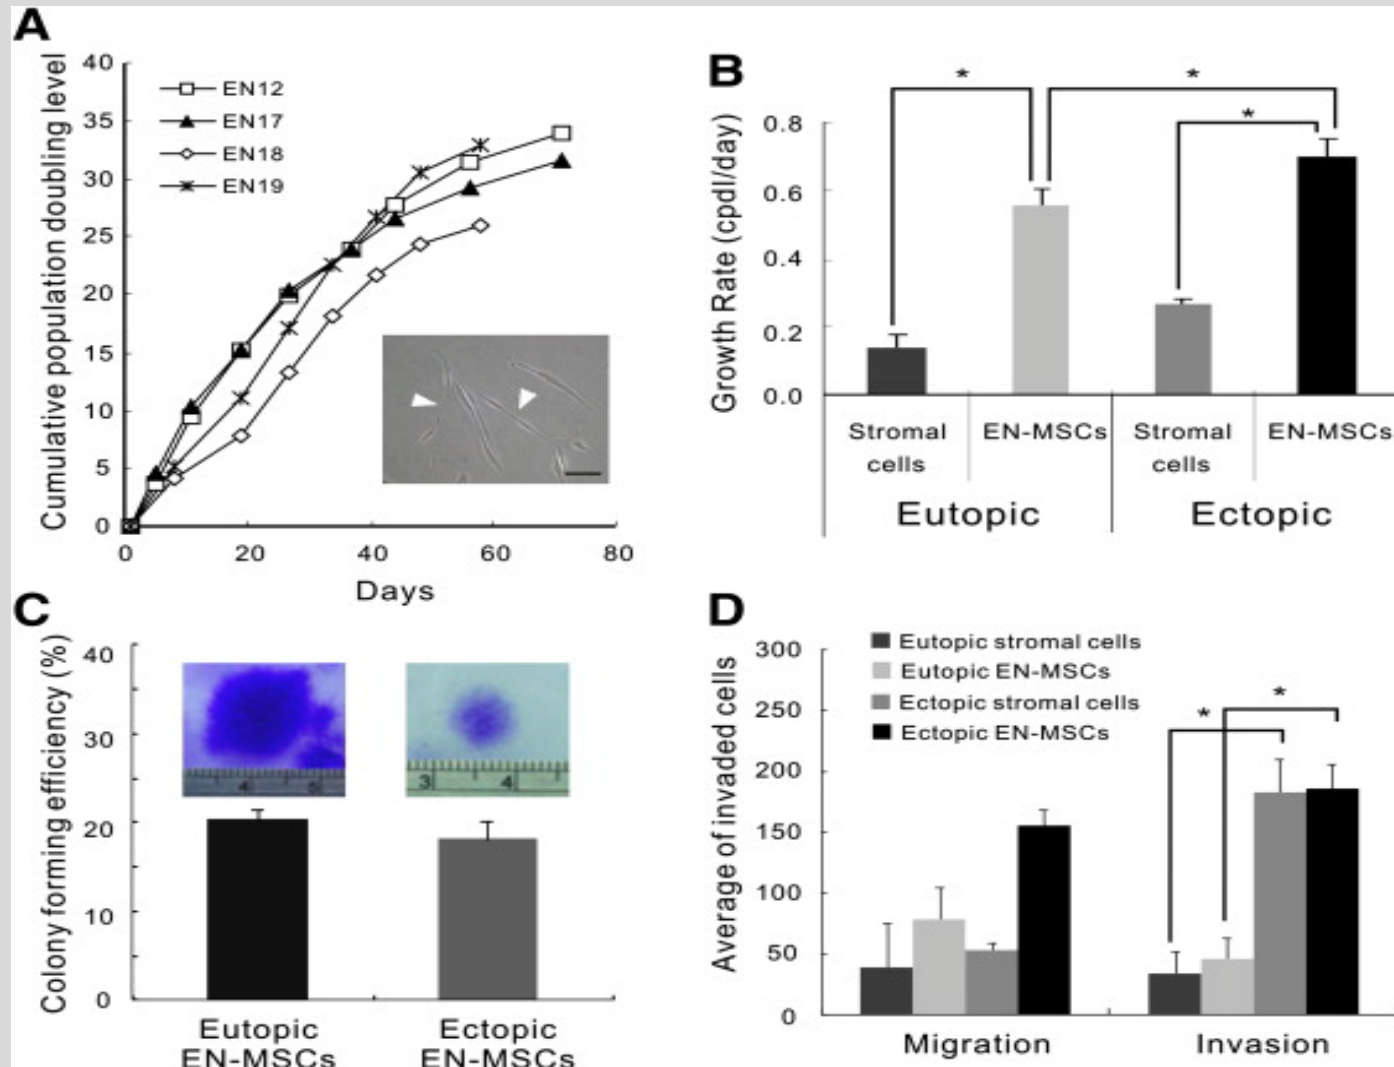 A
Cumulative population doubling level
40
35
30
25
20
15
10
5
0
EN12
EN17
EN18
EN19
0 20 40 60 80
Days
B
Growth Rate (cpdl/day)
0.8
0.6
0.4
0.2
0.0
* * *
Stromal cells
EN-MSCs
Stromal cells
EN-MSCs
Eutopic Ectopic
C
Colony forming efficiency (%)
40
30
20
10
0
4 5
3 4
Eutopic EN-MSCs
Ectopic EN-MSCs
D
Average of invaded cells
300
250
200
150
100
50
0
Eutopic stromal cells
Eutopic EN-MSCs
Ectopic stromal cells
Ectopic EN-MSCs
* *
Migration Invasion